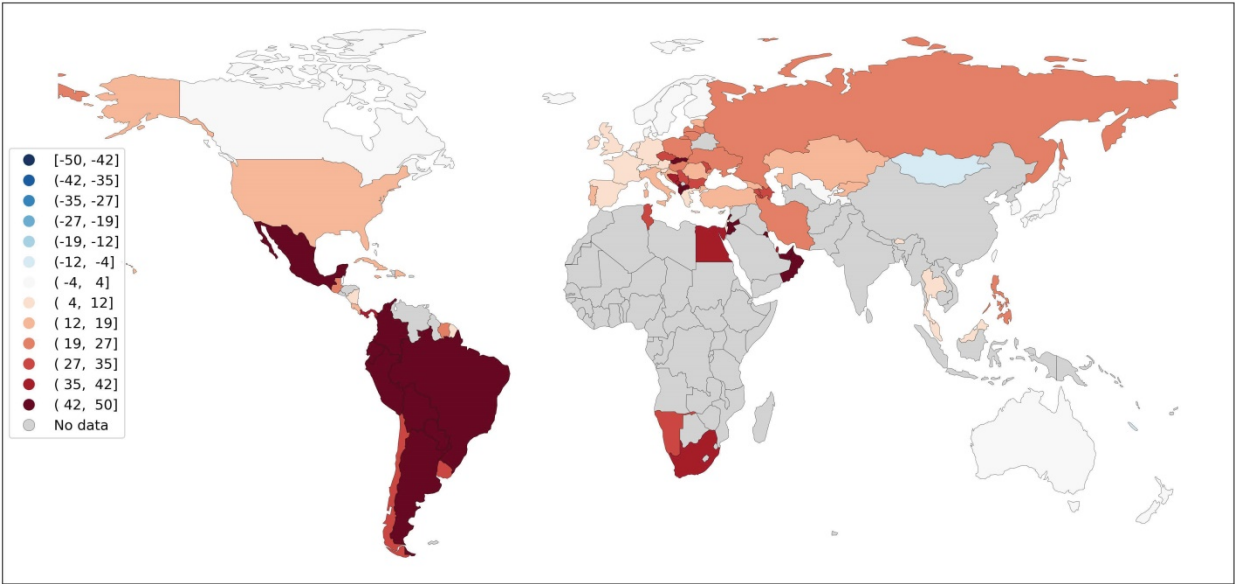 [-50, -42]
(-42, -35]
(-35, -27]
(-27, -19]
(-19, -12]
(-12, -4]
( -4, 4]
( 4, 12]
( 12, 19]
( 19, 27]
( 27, 35]
( 35, 42]
( 42, 50]
No data